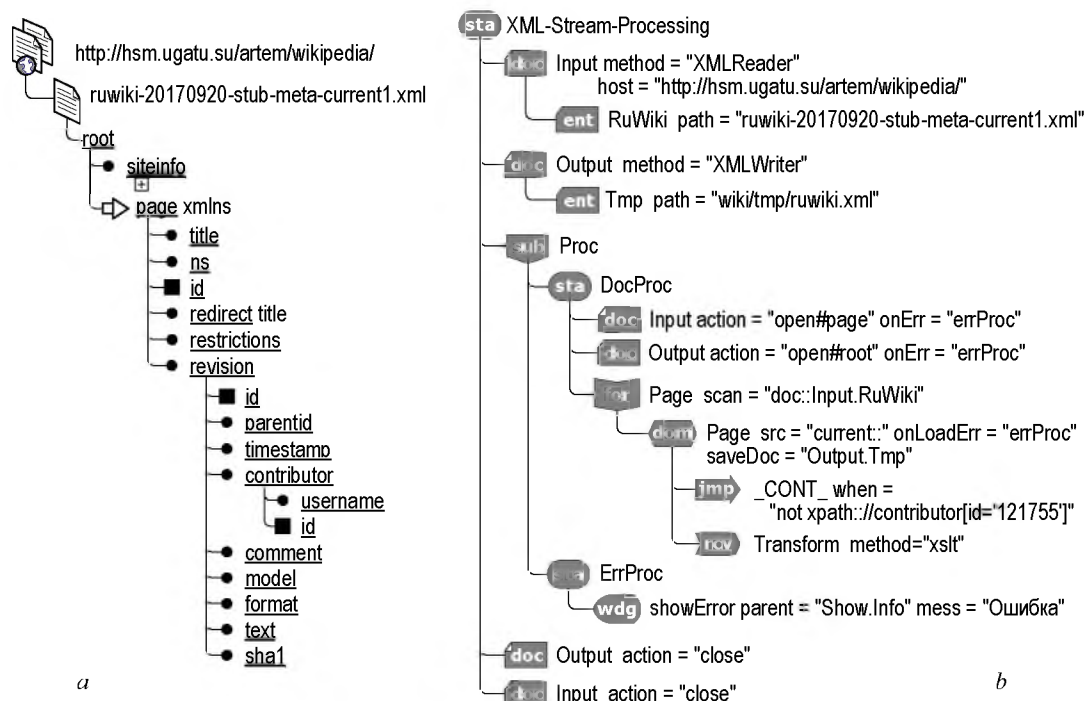 http://hsm.ugatu.su/artem/wikipedia/
ruwiki-20170920-stub-meta-current1.xml
root
siteinfo
page xmlns
title
ns
id
redirect title
restrictions
revision
id
parentid
timestamp
contributor
username
id
comment
model
format
text
sha1
a
sta XML-Stream-Processing
doc Input method = "XMLReader"
host = "http://hsm.ugatu.su/artem/wikipedia/"
ent RuWiki path = "ruwiki-20170920-stub-meta-current1.xml"
doc Output method = "XMLWriter"
ent Tmp path = "wiki/tmp/ruwiki.xml"
sub Proc
sta DocProc
doc Input action = "open#page" onErr = "errProc"
doc Output action = "open#root" onErr = "errProc"
for Page scan = "doc::Input.RuWiki"
dom Page src = "current::" onLoadErr = "errProc"
saveDoc = "Output.Tmp"
jmp _CONT_ when =
"not xpath:://contributor[id='121755']"
Transform method="xslt"
sta ErrProc
wdg showError parent = "Show.Info" mess = "Ошибка"
doc Output action = "close"
doc Input action = "close"
b